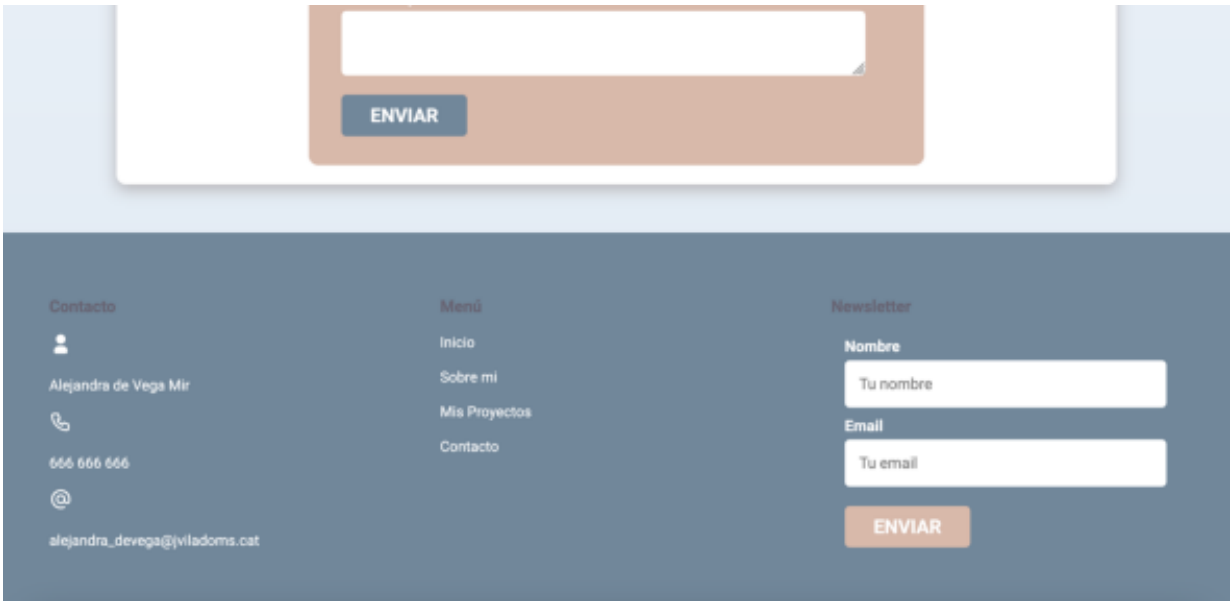 ENVIAR
Contacto
Alejandra de Vega Mir
666 666 666
alejandra_devega@jviladoms.cat
Menú
Inicio
Sobre mi
Mis Proyectos
Contacto
Newsletter
Nombre
Tu nombre
Email
Tu email
ENVIAR